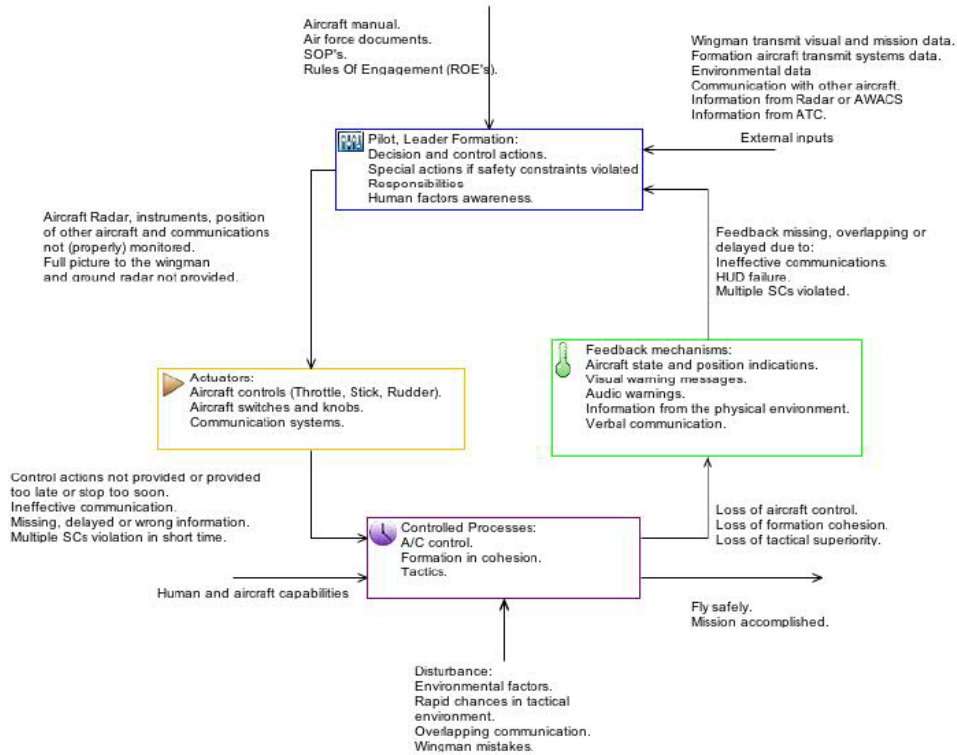 Aircraft manual.
Air force documents.
SOP's.
Rules Of Engagement (ROE's).
Wingman transmit visual and mission data.
Formation aircraft transmit systems data.
Environmental data
Communication with other aircraft.
Information from Radar or AWACS
Information from ATC.
External inputs
Pilot, Leader Formation:
Decision and control actions.
Special actions if safety constraints violated
Responsibilities
Human factors awareness.
Aircraft Radar, instruments, position
of other aircraft and communications
not (properly) monitored.
Full picture to the wingman
and ground radar not provided.
Feedback missing, overlapping or
delayed due to:
Ineffective communications.
HUD failure.
Multiple SCs violated.
Actuators:
Aircraft controls (Throttle, Stick, Rudder).
Aircraft switches and knobs.
Communication systems.
Feedback mechanisms:
Aircraft state and position indications.
Visual warning messages.
Audio warnings.
Information from the physical environment.
Verbal communication.
Control actions not provided or provided
too late or stop too soon.
Ineffective communication.
Missing, delayed or wrong information.
Multiple SCs violation in short time.
Controlled Processes:
A/C control.
Formation in cohesion.
Tactics.
Loss of aircraft control.
Loss of formation cohesion.
Loss of tactical superiority.
Human and aircraft capabilities
Fly safely.
Mission accomplished.
Disturbance:
Environmental factors.
Rapid chances in tactical
environment.
Overlapping communication.
Wingman mistakes.